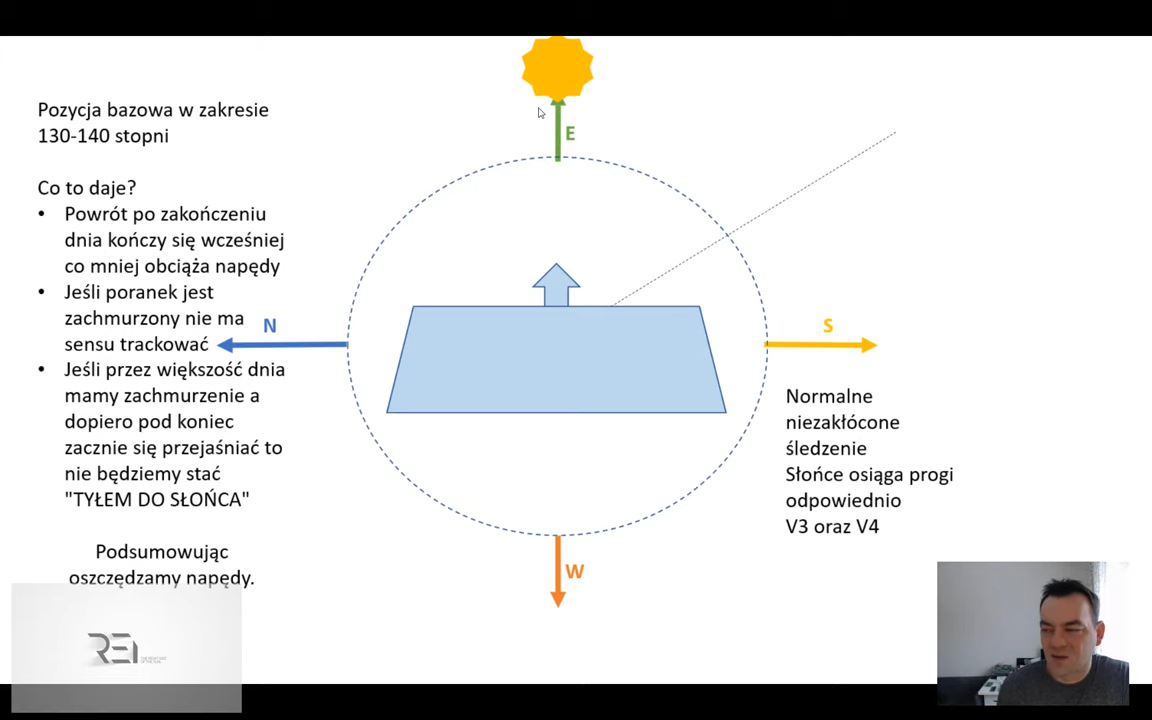 Pozycja bazowa w zakresie
130-140 stopni
Co to daje?
• Powrót po zakończeniu
dnia kończy się wcześniej
co mniej obciąża napędy
• Jeśli poranek jest
zachmurzony nie ma
sensu trackować
• Jeśli przez większość dnia
mamy zachmurzenie a
dopiero pod koniec
zacznie się przejaśniać to
nie będziemy stać
"TYŁEM DO SŁOŃCA"
Podsumowując
oszczędzamy napędy.
E
N
S
W
Normalne
niezakłócone
śledzenie
Słońce osiąga progi
odpowiednio
V3 oraz V4
REI